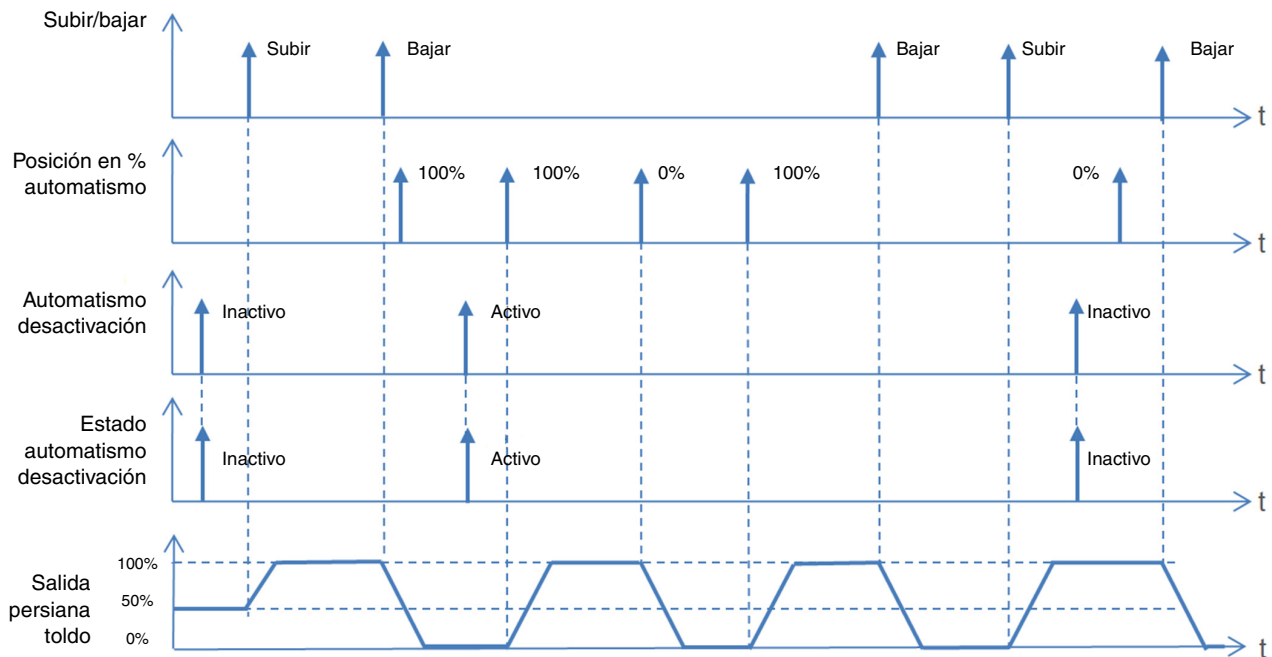 Subir/bajar
Subir
Bajar
Bajar
Subir
Bajar
t
Posición en %
automatismo
100%
100%
0%
100%
0%
t
Automatismo
desactivación
Inactivo
Activo
Inactivo
t
Estado
automatismo
desactivación
Inactivo
Activo
Inactivo
t
Salida
persiana
toldo
100%
50%
0%
t